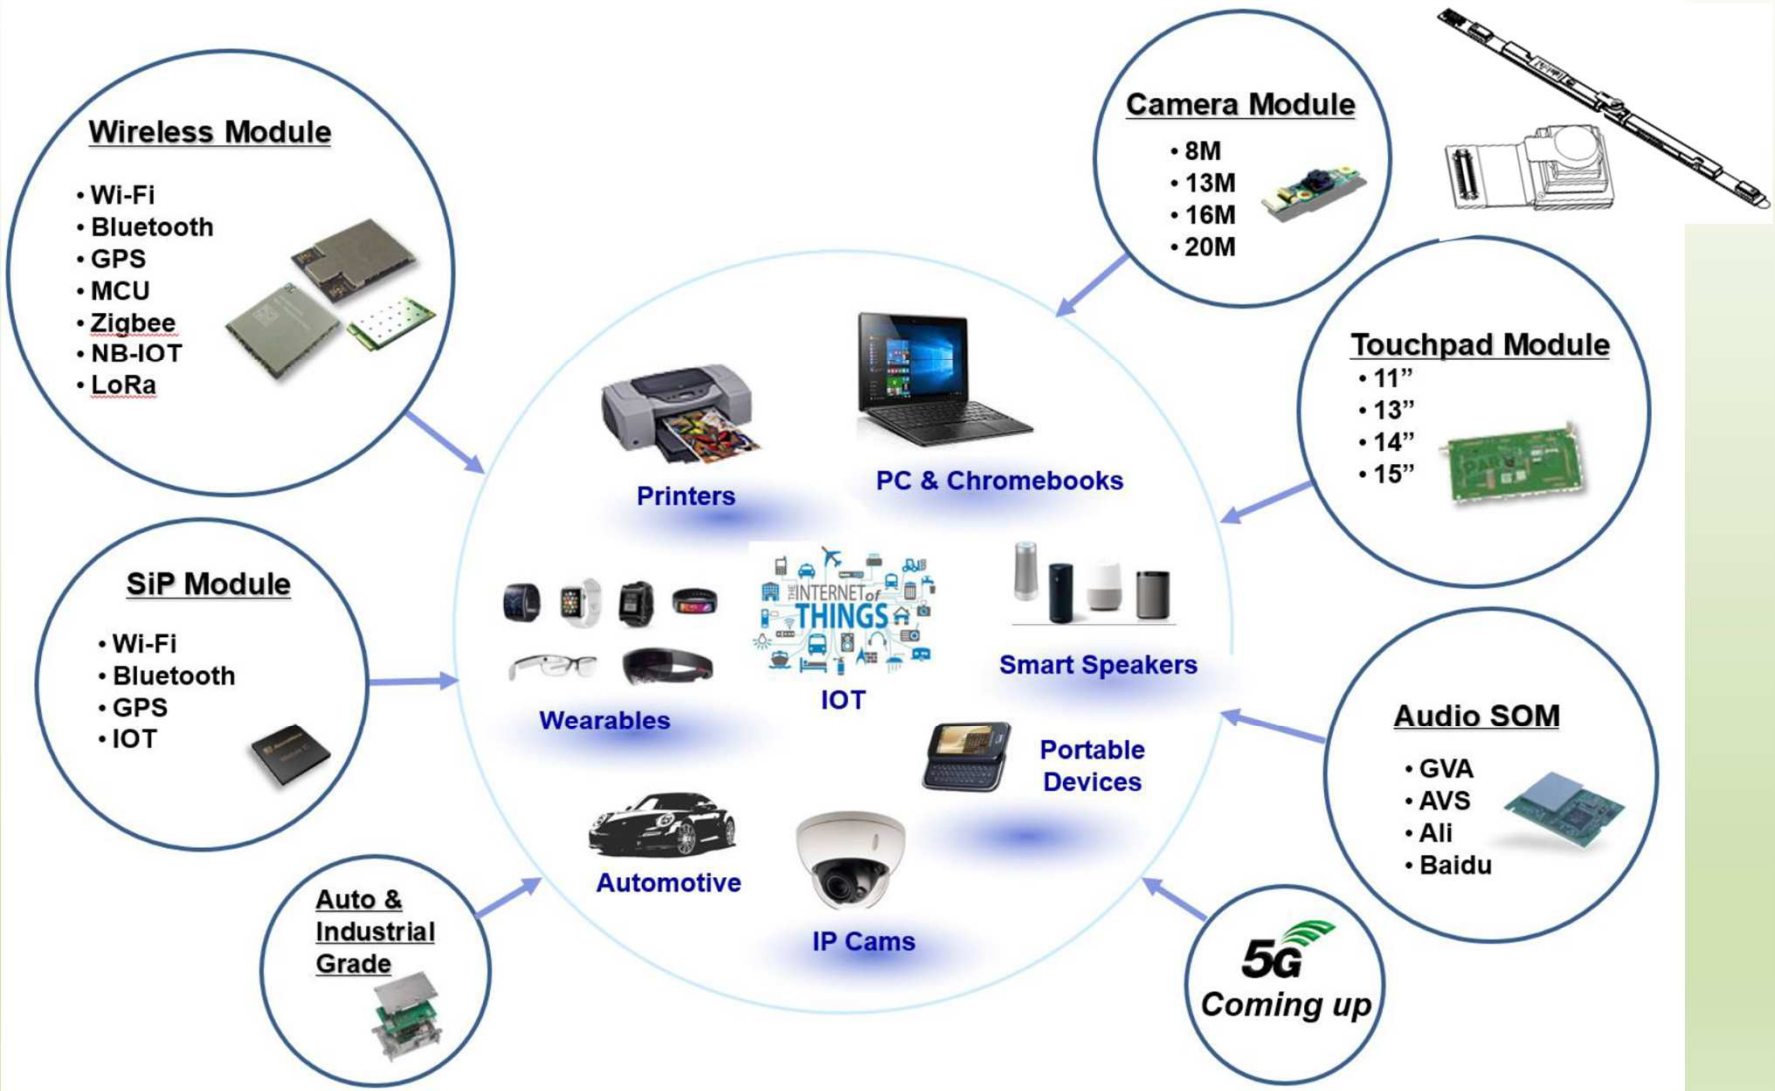 Wireless Module
• Wi-Fi
• Bluetooth
• GPS
• MCU
• Zigbee
• NB-IOT
• LoRa
Camera Module
• 8M
• 13M
• 16M
• 20M
Touchpad Module
• 11”
• 13”
• 14”
• 15”
SiP Module
• Wi-Fi
• Bluetooth
• GPS
• IOT
Printers
PC & Chromebooks
Wearables
THE
INTERNET of
THINGS
IOT
Smart Speakers
Portable
Devices
Automotive
IP Cams
Audio SOM
• GVA
• AVS
• Ali
• Baidu
Auto &
Industrial
Grade
5G
Coming up